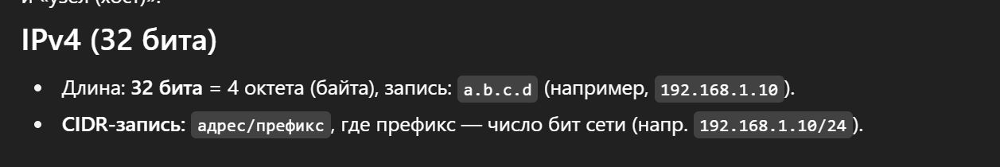 и «узел (хост)».
IPv4 (32 бита)
• Длина: 32 бита = 4 октета (байта), запись: a.b.c.d (например, 192.168.1.10).
• CIDR-запись: адрес/префикс, где префикс — число бит сети (напр. 192.168.1.10/24).